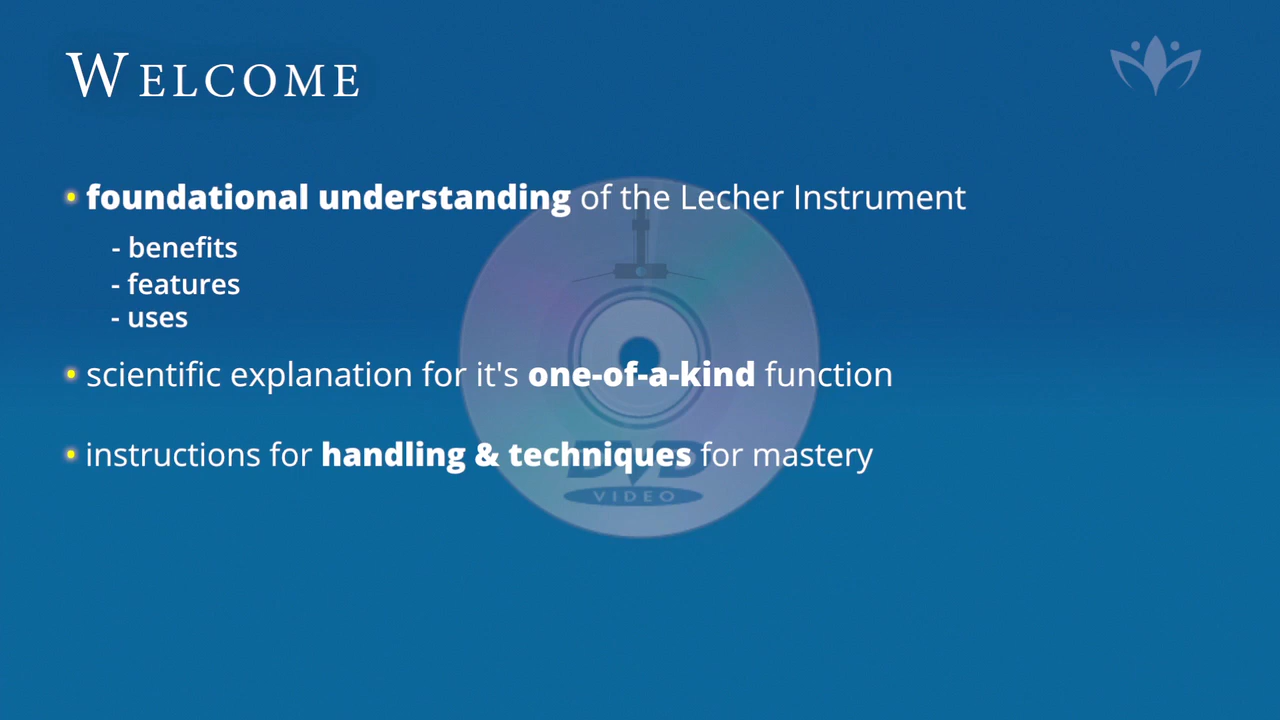 WELCOME
• foundational understanding of the Lecher Instrument
- benefits
- features
- uses
• scientific explanation for it's one-of-a-kind function
• instructions for handling & techniques for mastery
DVD
VIDEO